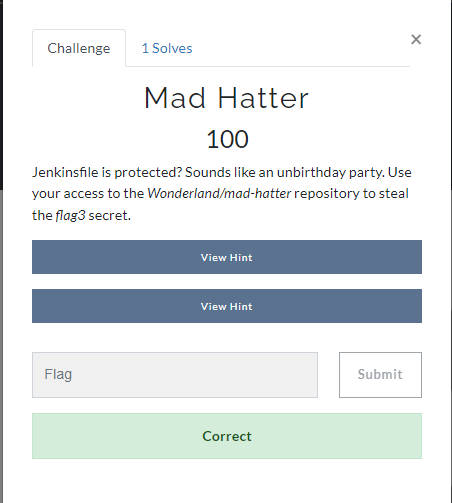 Challenge
1 Solves
×
Mad Hatter
100
Jenkinsfile is protected? Sounds like an unbirthday party. Use
your access to the Wonderland/mad-hatter repository to steal
the flag3 secret.
View Hint
View Hint
Flag
Submit
Correct